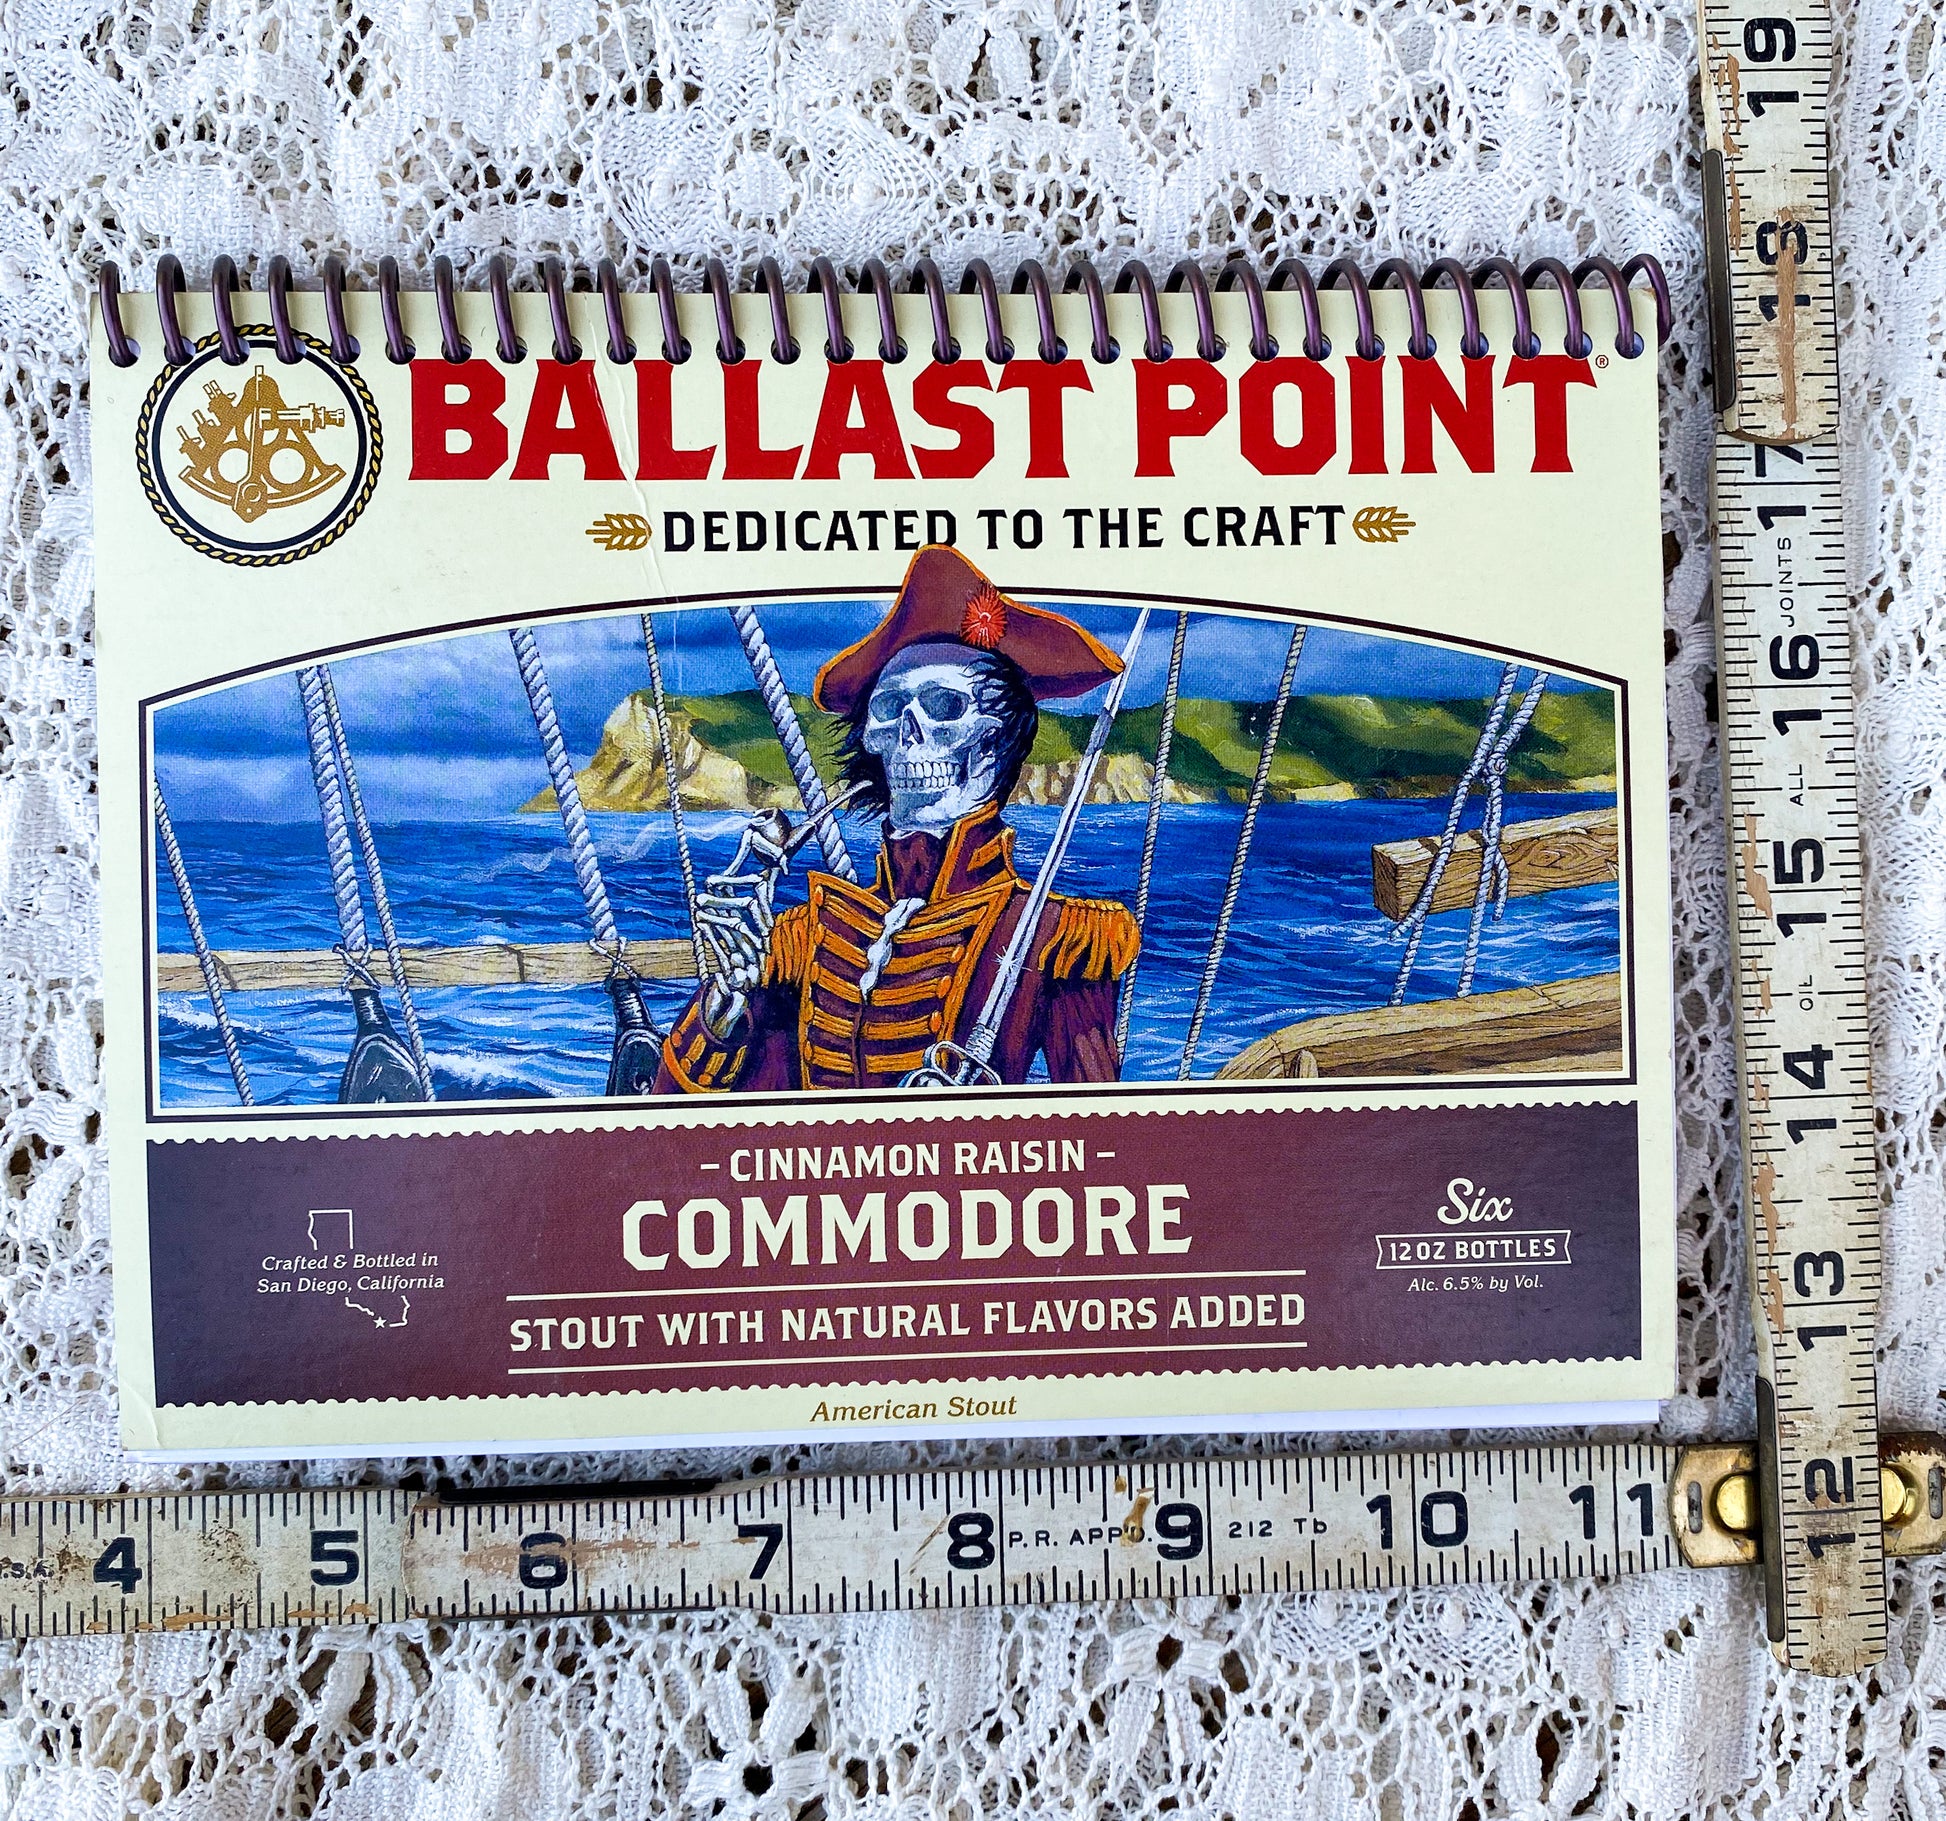 BALLAST POINT®
DEDICATED TO THE CRAFT
– CINNAMON RAISIN –
COMMODORE
STOUT WITH NATURAL FLAVORS ADDED
Crafted & Bottled in
San Diego, California
Six
12 OZ BOTTLES
Alc. 6.5% by Vol.
American Stout
4 5 6 7 8 P.R. APP'D. 9 212 Tb 10 11 11
12 13 14 OIL 15 ALL 16 JOINTS 17 18 19